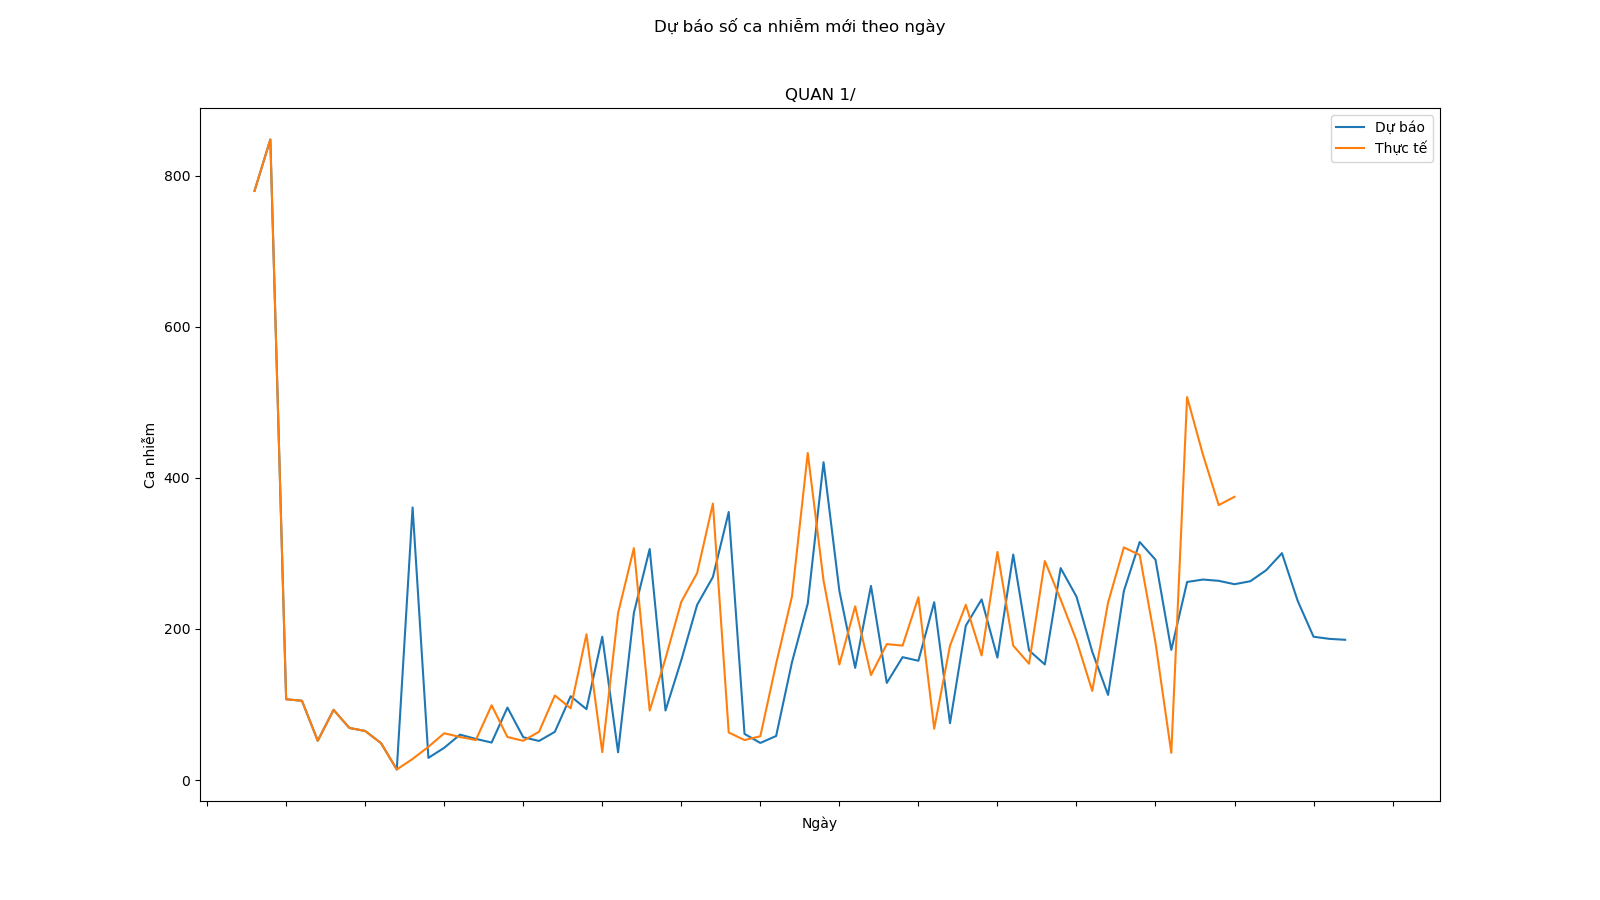 Dự báo số ca nhiễm mới theo ngày
QUAN 1/
Dự báo
Thực tế
800
600
400
200
0
Ca nhiễm
Ngày